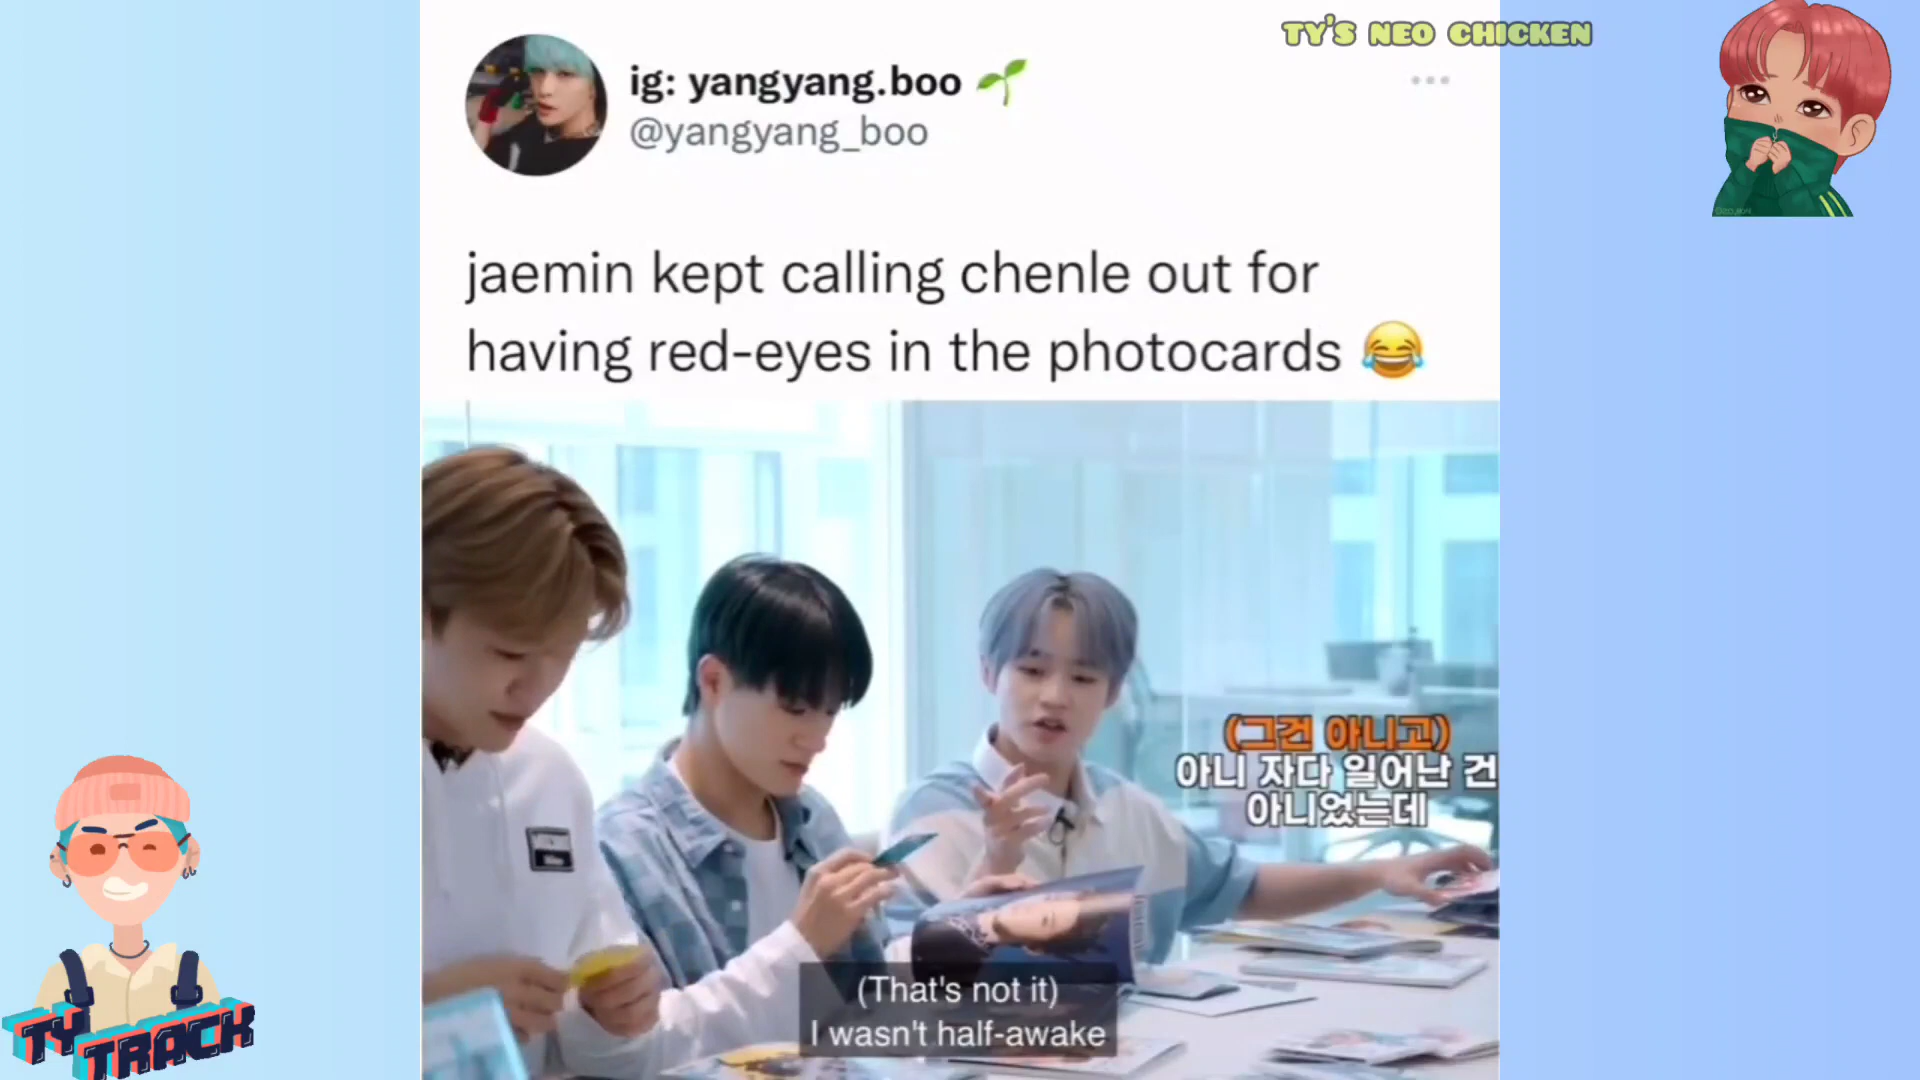 TY'S NEO CHICKEN
ig: yangyang.boo
@yangyang_boo
jaemin kept calling chenle out for
having red-eyes in the photocards 😂
(그건 아니고)
아니 자다 일어난 건
아니었는데
(That's not it)
I wasn't half-awake
TY
TRACK